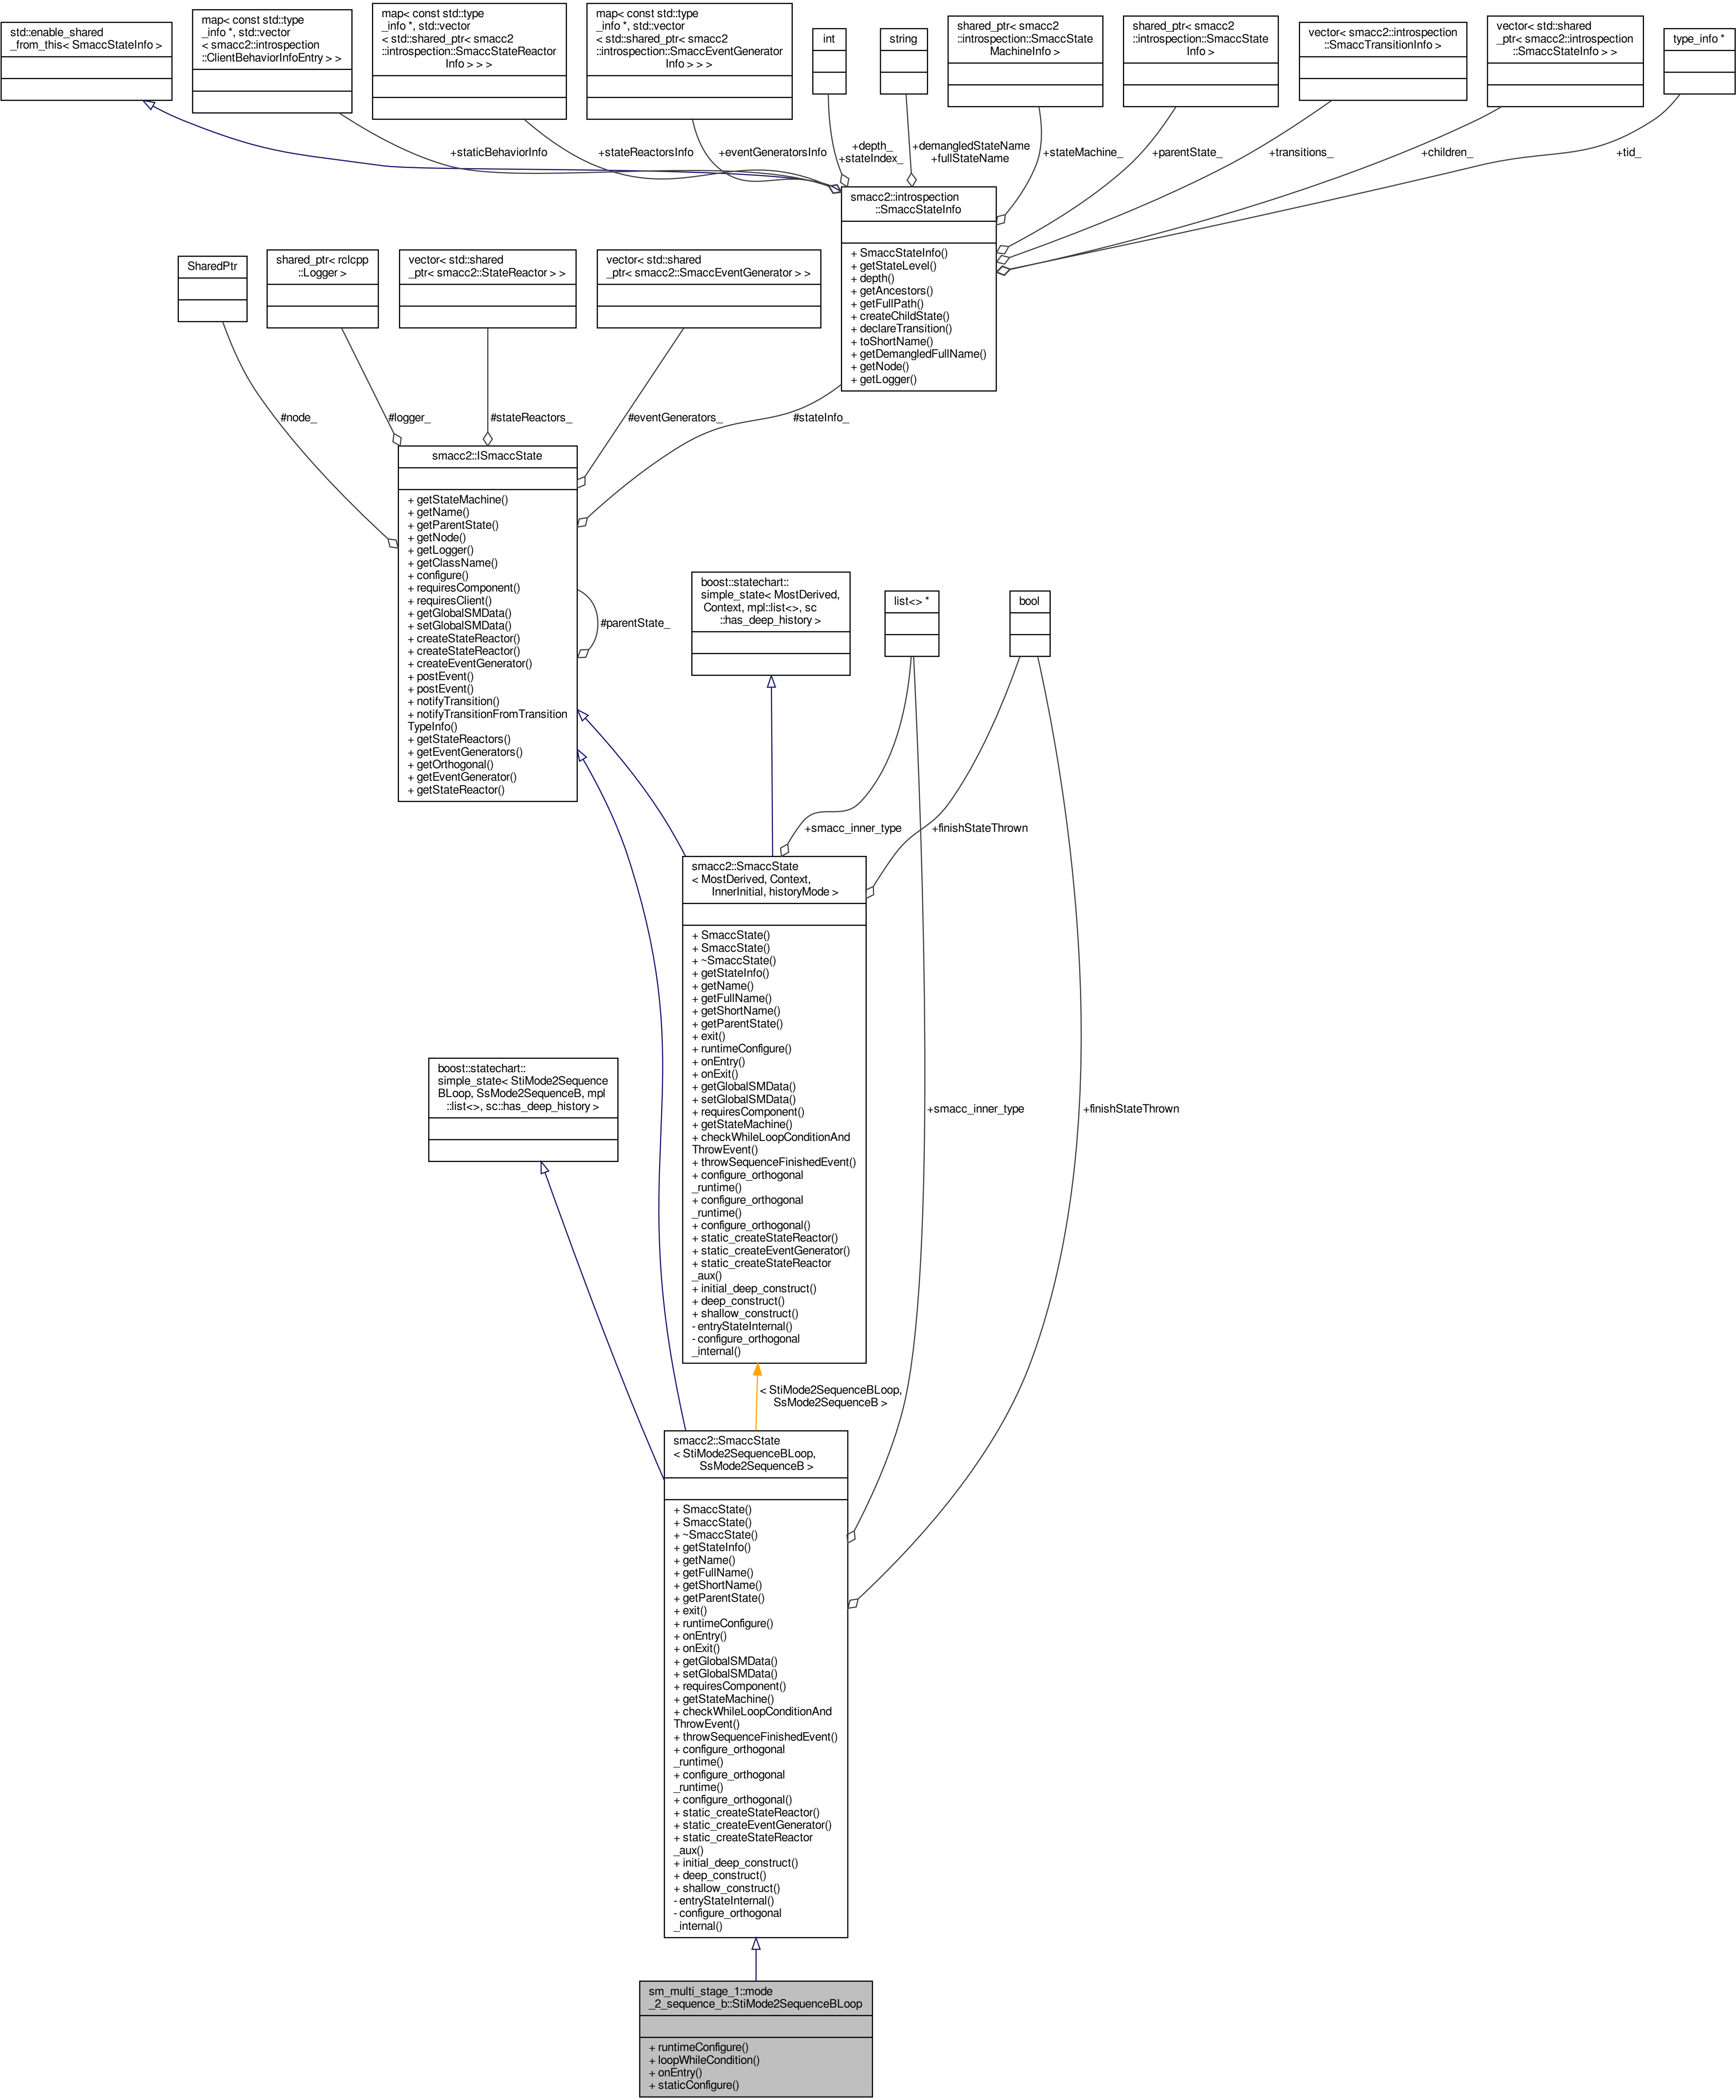 std::enable_shared
_from_this< SmaccStateInfo >
map< const std::type
_info *, std::vector
< smacc2::introspection
::ClientBehaviorInfoEntry > >
map< const std::type
_info *, std::vector
< std::shared_ptr< smacc2
::introspection::SmaccStateReactor
Info > > >
map< const std::type
_info *, std::vector
< std::shared_ptr< smacc2
::introspection::SmaccEventGenerator
Info > > >
int
string
shared_ptr< smacc2
::introspection::SmaccState
MachineInfo >
shared_ptr< smacc2
::introspection::SmaccState
Info >
vector< smacc2::introspection
::SmaccTransitionInfo >
vector< std::shared
_ptr< smacc2::introspection
::SmaccStateInfo > >
type_info *
+staticBehaviorInfo
+stateReactorsInfo
+eventGeneratorsInfo
+depth_
+stateIndex_
+demangledStateName
+fullStateName
+stateMachine_
+parentState_
+transitions_
+children_
+tid_
smacc2::introspection
::SmaccStateInfo
+ SmaccStateInfo()
+ getStateLevel()
+ depth()
+ getAncestors()
+ getFullPath()
+ createChildState()
+ declareTransition()
+ toShortName()
+ getDemangledFullName()
+ getNode()
+ getLogger()
SharedPtr
shared_ptr< rclcpp
::Logger >
vector< std::shared
_ptr< smacc2::StateReactor > >
vector< std::shared
_ptr< smacc2::SmaccEventGenerator > >
#node_
#logger_
#stateReactors_
#eventGenerators_
#stateInfo_
smacc2::ISmaccState
+ getStateMachine()
+ getName()
+ getParentState()
+ getNode()
+ getLogger()
+ getClassName()
+ configure()
+ requiresComponent()
+ requiresClient()
+ getGlobalSMData()
+ setGlobalSMData()
+ createStateReactor()
+ createStateReactor()
+ createEventGenerator()
+ postEvent()
+ postEvent()
+ notifyTransition()
+ notifyTransitionFromTransition
TypeInfo()
+ getStateReactors()
+ getEventGenerators()
+ getOrthogonal()
+ getEventGenerator()
+ getStateReactor()
#parentState_
boost::statechart::
simple_state< MostDerived,
Context, mpl::list<>, sc
::has_deep_history >
list<> *
bool
+smacc_inner_type
+finishStateThrown
smacc2::SmaccState
< MostDerived, Context,
InnerInitial, historyMode >
+ SmaccState()
+ SmaccState()
+ ~SmaccState()
+ getStateInfo()
+ getName()
+ getFullName()
+ getShortName()
+ getParentState()
+ exit()
+ runtimeConfigure()
+ onEntry()
+ onExit()
+ getGlobalSMData()
+ setGlobalSMData()
+ requiresComponent()
+ getStateMachine()
+ checkWhileLoopConditionAnd
ThrowEvent()
+ throwSequenceFinishedEvent()
+ configure_orthogonal
_runtime()
+ configure_orthogonal
_runtime()
+ configure_orthogonal()
+ static_createStateReactor()
+ static_createEventGenerator()
+ static_createStateReactor
_aux()
+ initial_deep_construct()
+ deep_construct()
+ shallow_construct()
- entryStateInternal()
- configure_orthogonal
_internal()
boost::statechart::
simple_state< StiMode2Sequence
BLoop, SsMode2SequenceB, mpl
::list<>, sc::has_deep_history >
+smacc_inner_type
+finishStateThrown
< StiMode2SequenceBLoop,
SsMode2SequenceB >
smacc2::SmaccState
< StiMode2SequenceBLoop,
SsMode2SequenceB >
+ SmaccState()
+ SmaccState()
+ ~SmaccState()
+ getStateInfo()
+ getName()
+ getFullName()
+ getShortName()
+ getParentState()
+ exit()
+ runtimeConfigure()
+ onEntry()
+ onExit()
+ getGlobalSMData()
+ setGlobalSMData()
+ requiresComponent()
+ getStateMachine()
+ checkWhileLoopConditionAnd
ThrowEvent()
+ throwSequenceFinishedEvent()
+ configure_orthogonal
_runtime()
+ configure_orthogonal
_runtime()
+ configure_orthogonal()
+ static_createStateReactor()
+ static_createEventGenerator()
+ static_createStateReactor
_aux()
+ initial_deep_construct()
+ deep_construct()
+ shallow_construct()
- entryStateInternal()
- configure_orthogonal
_internal()
sm_multi_stage_1::mode
_2_sequence_b::StiMode2SequenceBLoop
+ runtimeConfigure()
+ loopWhileCondition()
+ onEntry()
+ staticConfigure()